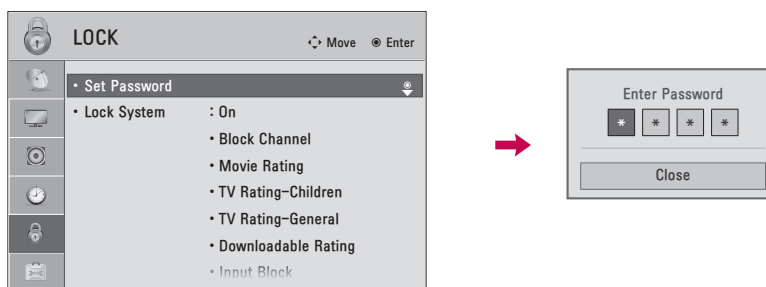 LOCK
Move Enter
• Set Password
• Lock System : On
• Block Channel
• Movie Rating
• TV Rating-Children
• TV Rating-General
• Downloadable Rating
• Input Block
Enter Password
* * * *
Close